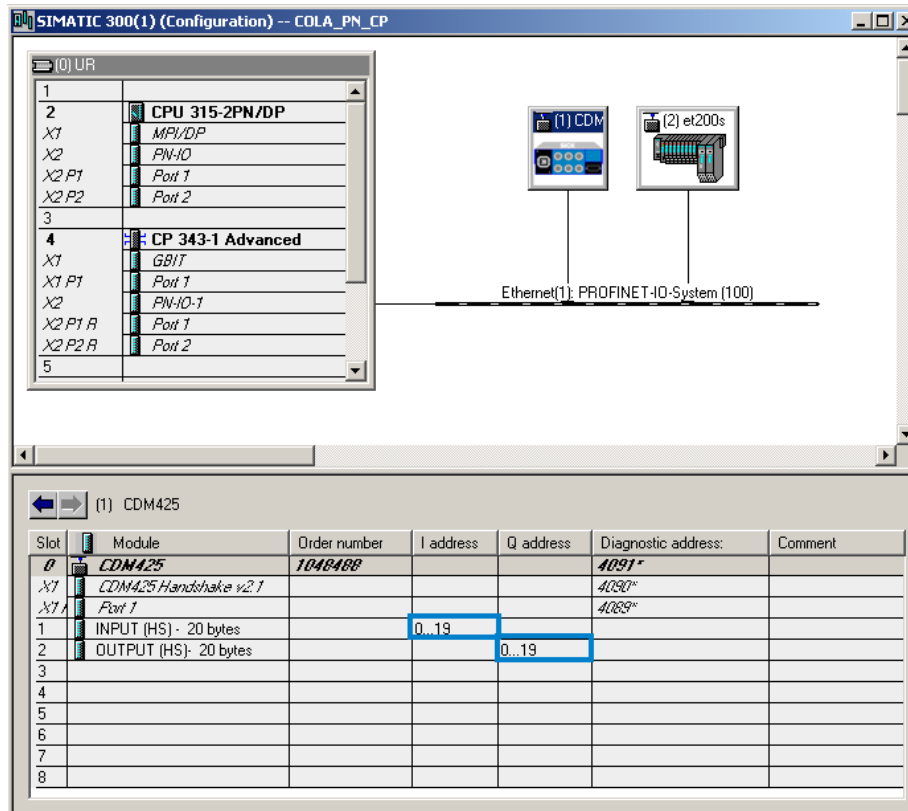 SIMATIC 300(1) (Configuration) -- COLA_PN_CP
(0) UR
1
2 CPU 315-2PN/DP
X1 MPI/DP
X2 PN-IO
X2 P1 Port 1
X2 P2 Port 2
3
4 CP 343-1 Advanced
X1 GBIT
X1 P1 Port 1
X2 PN-IO-1
X2 P1 R Port 1
X2 P2 R Port 2
5
(1) CDM
SICK
(2) et200s
Ethernet(1): PROFINET-IO-System (100)
(1) CDM425
Slot Module Order number I address Q address Diagnostic address: Comment
0 CDM425 1048488 4091*
X1 CDM425 Handshake v2.1 4090*
X1 Port 1 4089*
1 INPUT (HS) - 20 bytes 0...19
2 OUTPUT (HS)- 20 bytes 0...19
3
4
5
6
7
8